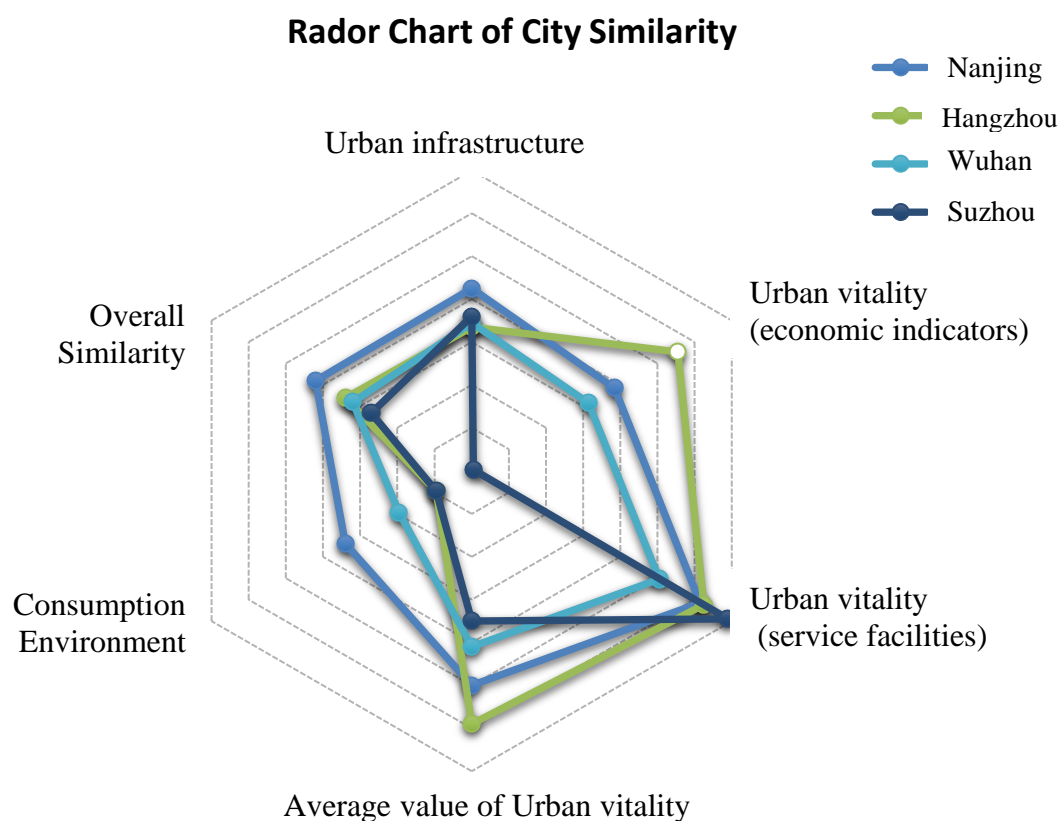 Rador Chart of City Similarity
Nanjing
Hangzhou
Wuhan
Suzhou
Urban infrastructure
Urban vitality
(economic indicators)
Urban vitality
(service facilities)
Average value of Urban vitality
Consumption
Environment
Overall
Similarity